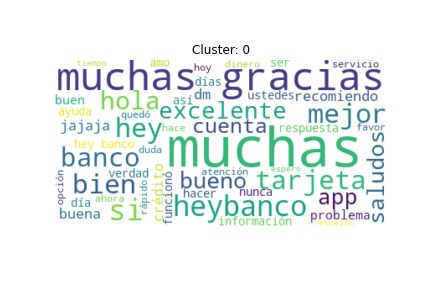 Cluster: 0
tiempo amo hoy dinero ser servicio
muchas gracias
buen hola días dm así ustedes recomiendo
ayuda quedó excelente mejor
jajaja hey hace cuenta respuesta favor
hey banco duda muchas
banco verdad atención espero
bien bueno tarjeta saludos
opción crédito funcionó hacer nunca app
día si heybanco
buena ahora rápido información problema
resuelto